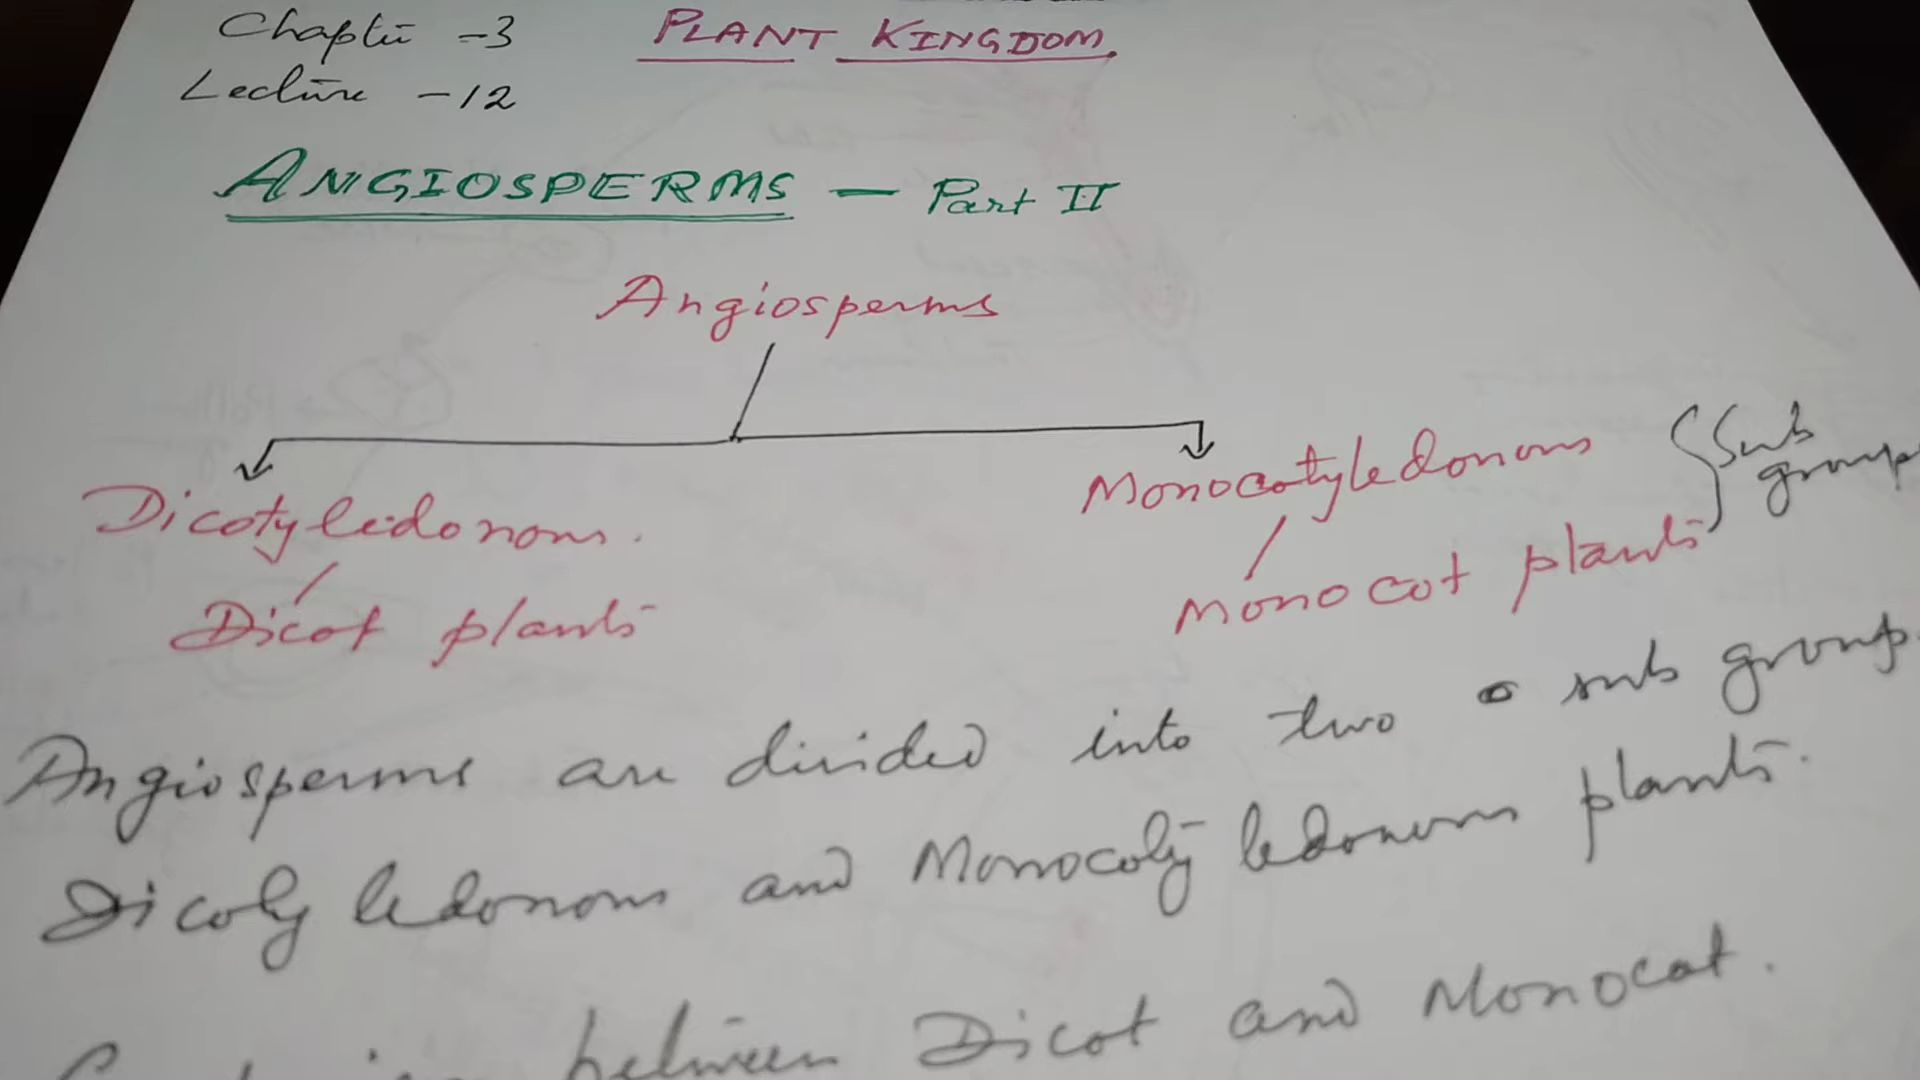 Chapter -3 PLANT KINGDOM.
Lecture -12
ANGIOSPERMS - Part II
Angiosperms
Dicotyledonous. Monocotyledonous Sub group
Dicot plants Monocot plants
Angiosperms are divided into two sub group.
Dicotyledonous and Monocotyledonous plants.
between Dicot and Monocot.